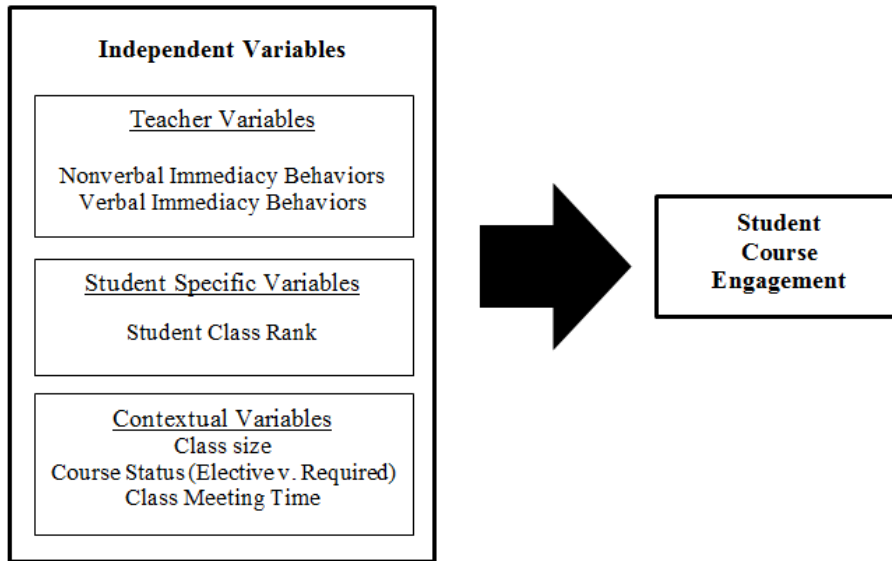 Independent Variables
Teacher Variables
Nonverbal Immediacy Behaviors
Verbal Immediacy Behaviors
Student Specific Variables
Student Class Rank
Contextual Variables
Class size
Course Status (Elective v. Required)
Class Meeting Time
Student
Course
Engagement